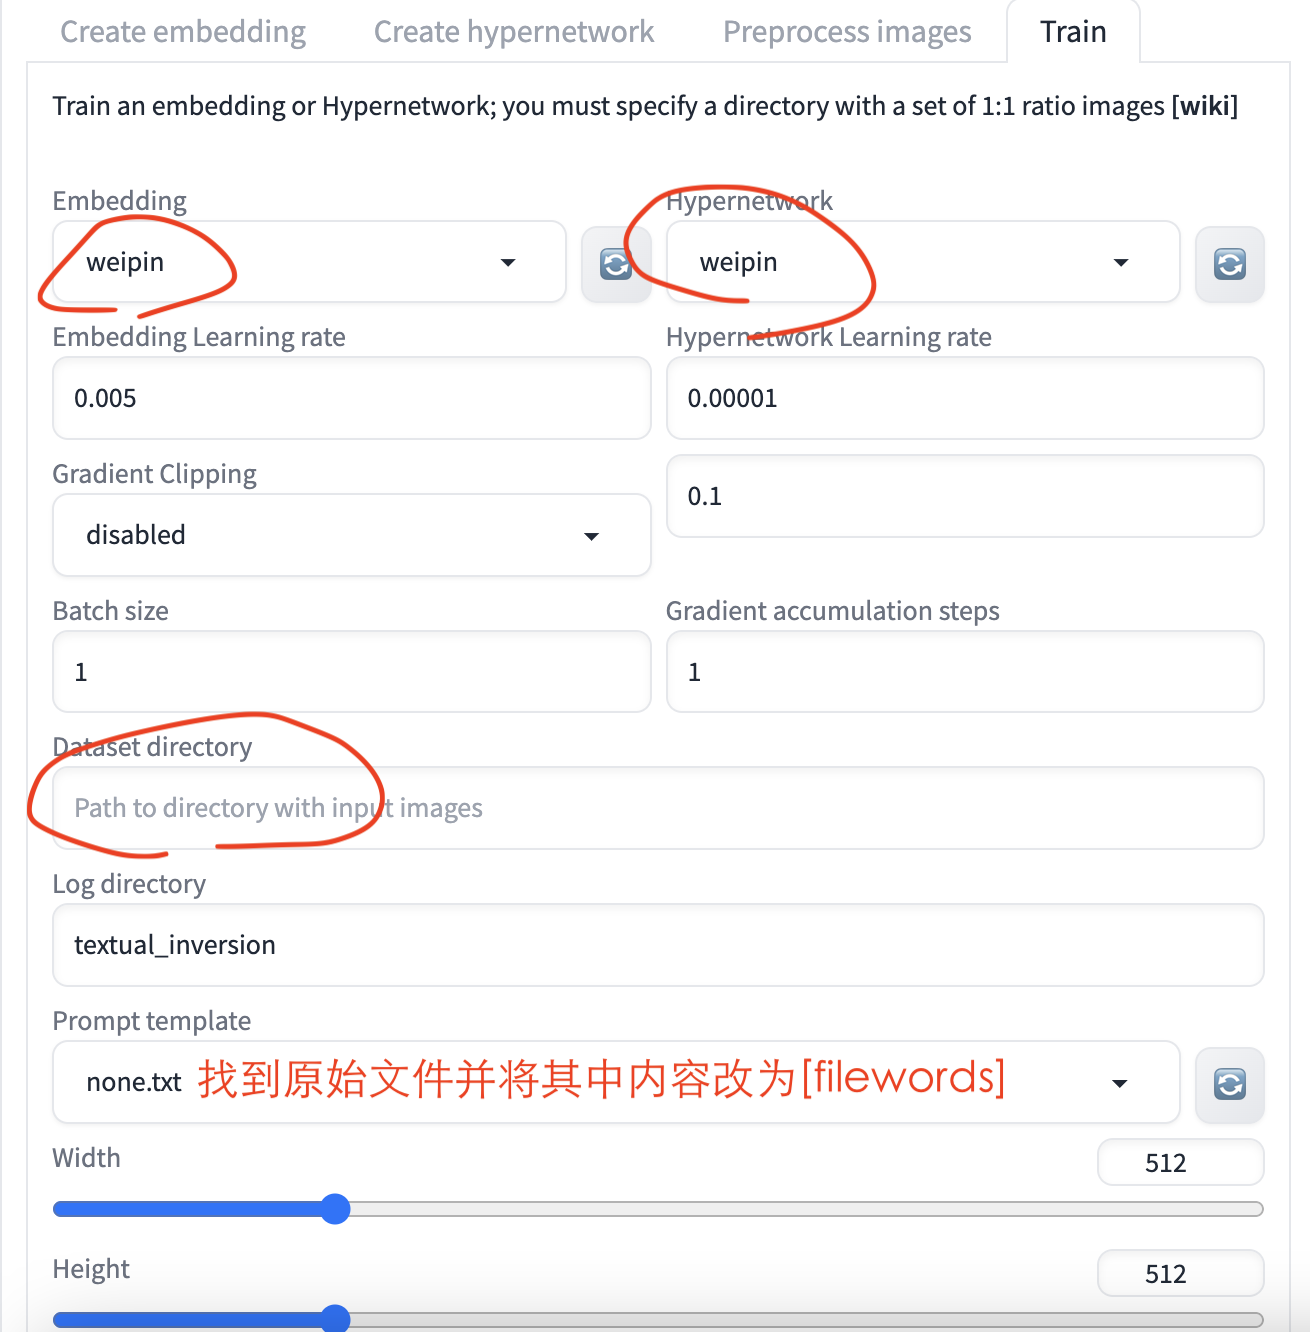 Create embedding Create hypernetwork Preprocess images Train
Train an embedding or Hypernetwork; you must specify a directory with a set of 1:1 ratio images [wiki]
Embedding Hypernetwork
weipin weipin
Embedding Learning rate Hypernetwork Learning rate
0.005 0.00001
Gradient Clipping
0.1
disabled
Batch size Gradient accumulation steps
1 1
Dataset directory
Path to directory with input images
Log directory
textual_inversion
Prompt template
none.txt 找到原始文件并将其中内容改为[filewords]
Width 512
Height 512